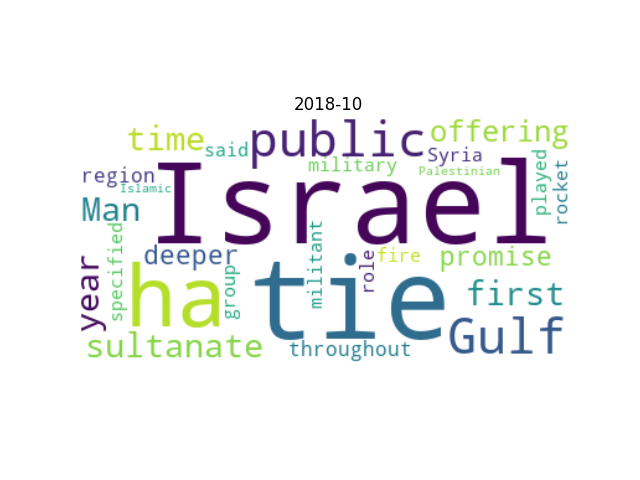 2018-10
time
said
public
offering
military
Syria
Palestinian
region
Islamic
Israel
played
rocket
Man
specified
year
deeper
ha
group
tie
militant
role
fire
promise
first
Gulf
sultanate
throughout